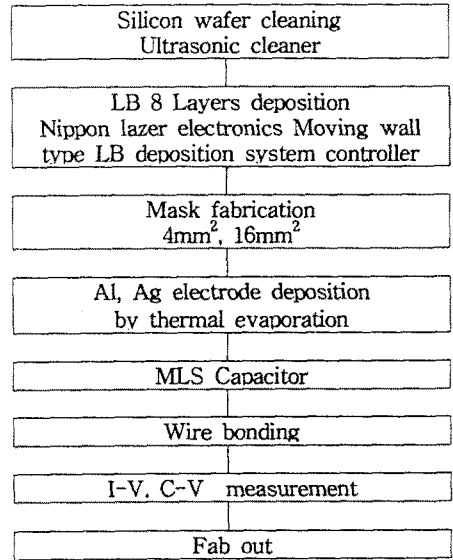 Silicon wafer cleaning
Ultrasonic cleaner
LB 8 Layers deposition
Nippon lazer electronics Moving wall
type LB deposition system controller
Mask fabrication
4mm², 16mm²
Al, Ag electrode deposition
by thermal evaporation
MLS Capacitor
Wire bonding
I-V, C-V measurement
Fab out